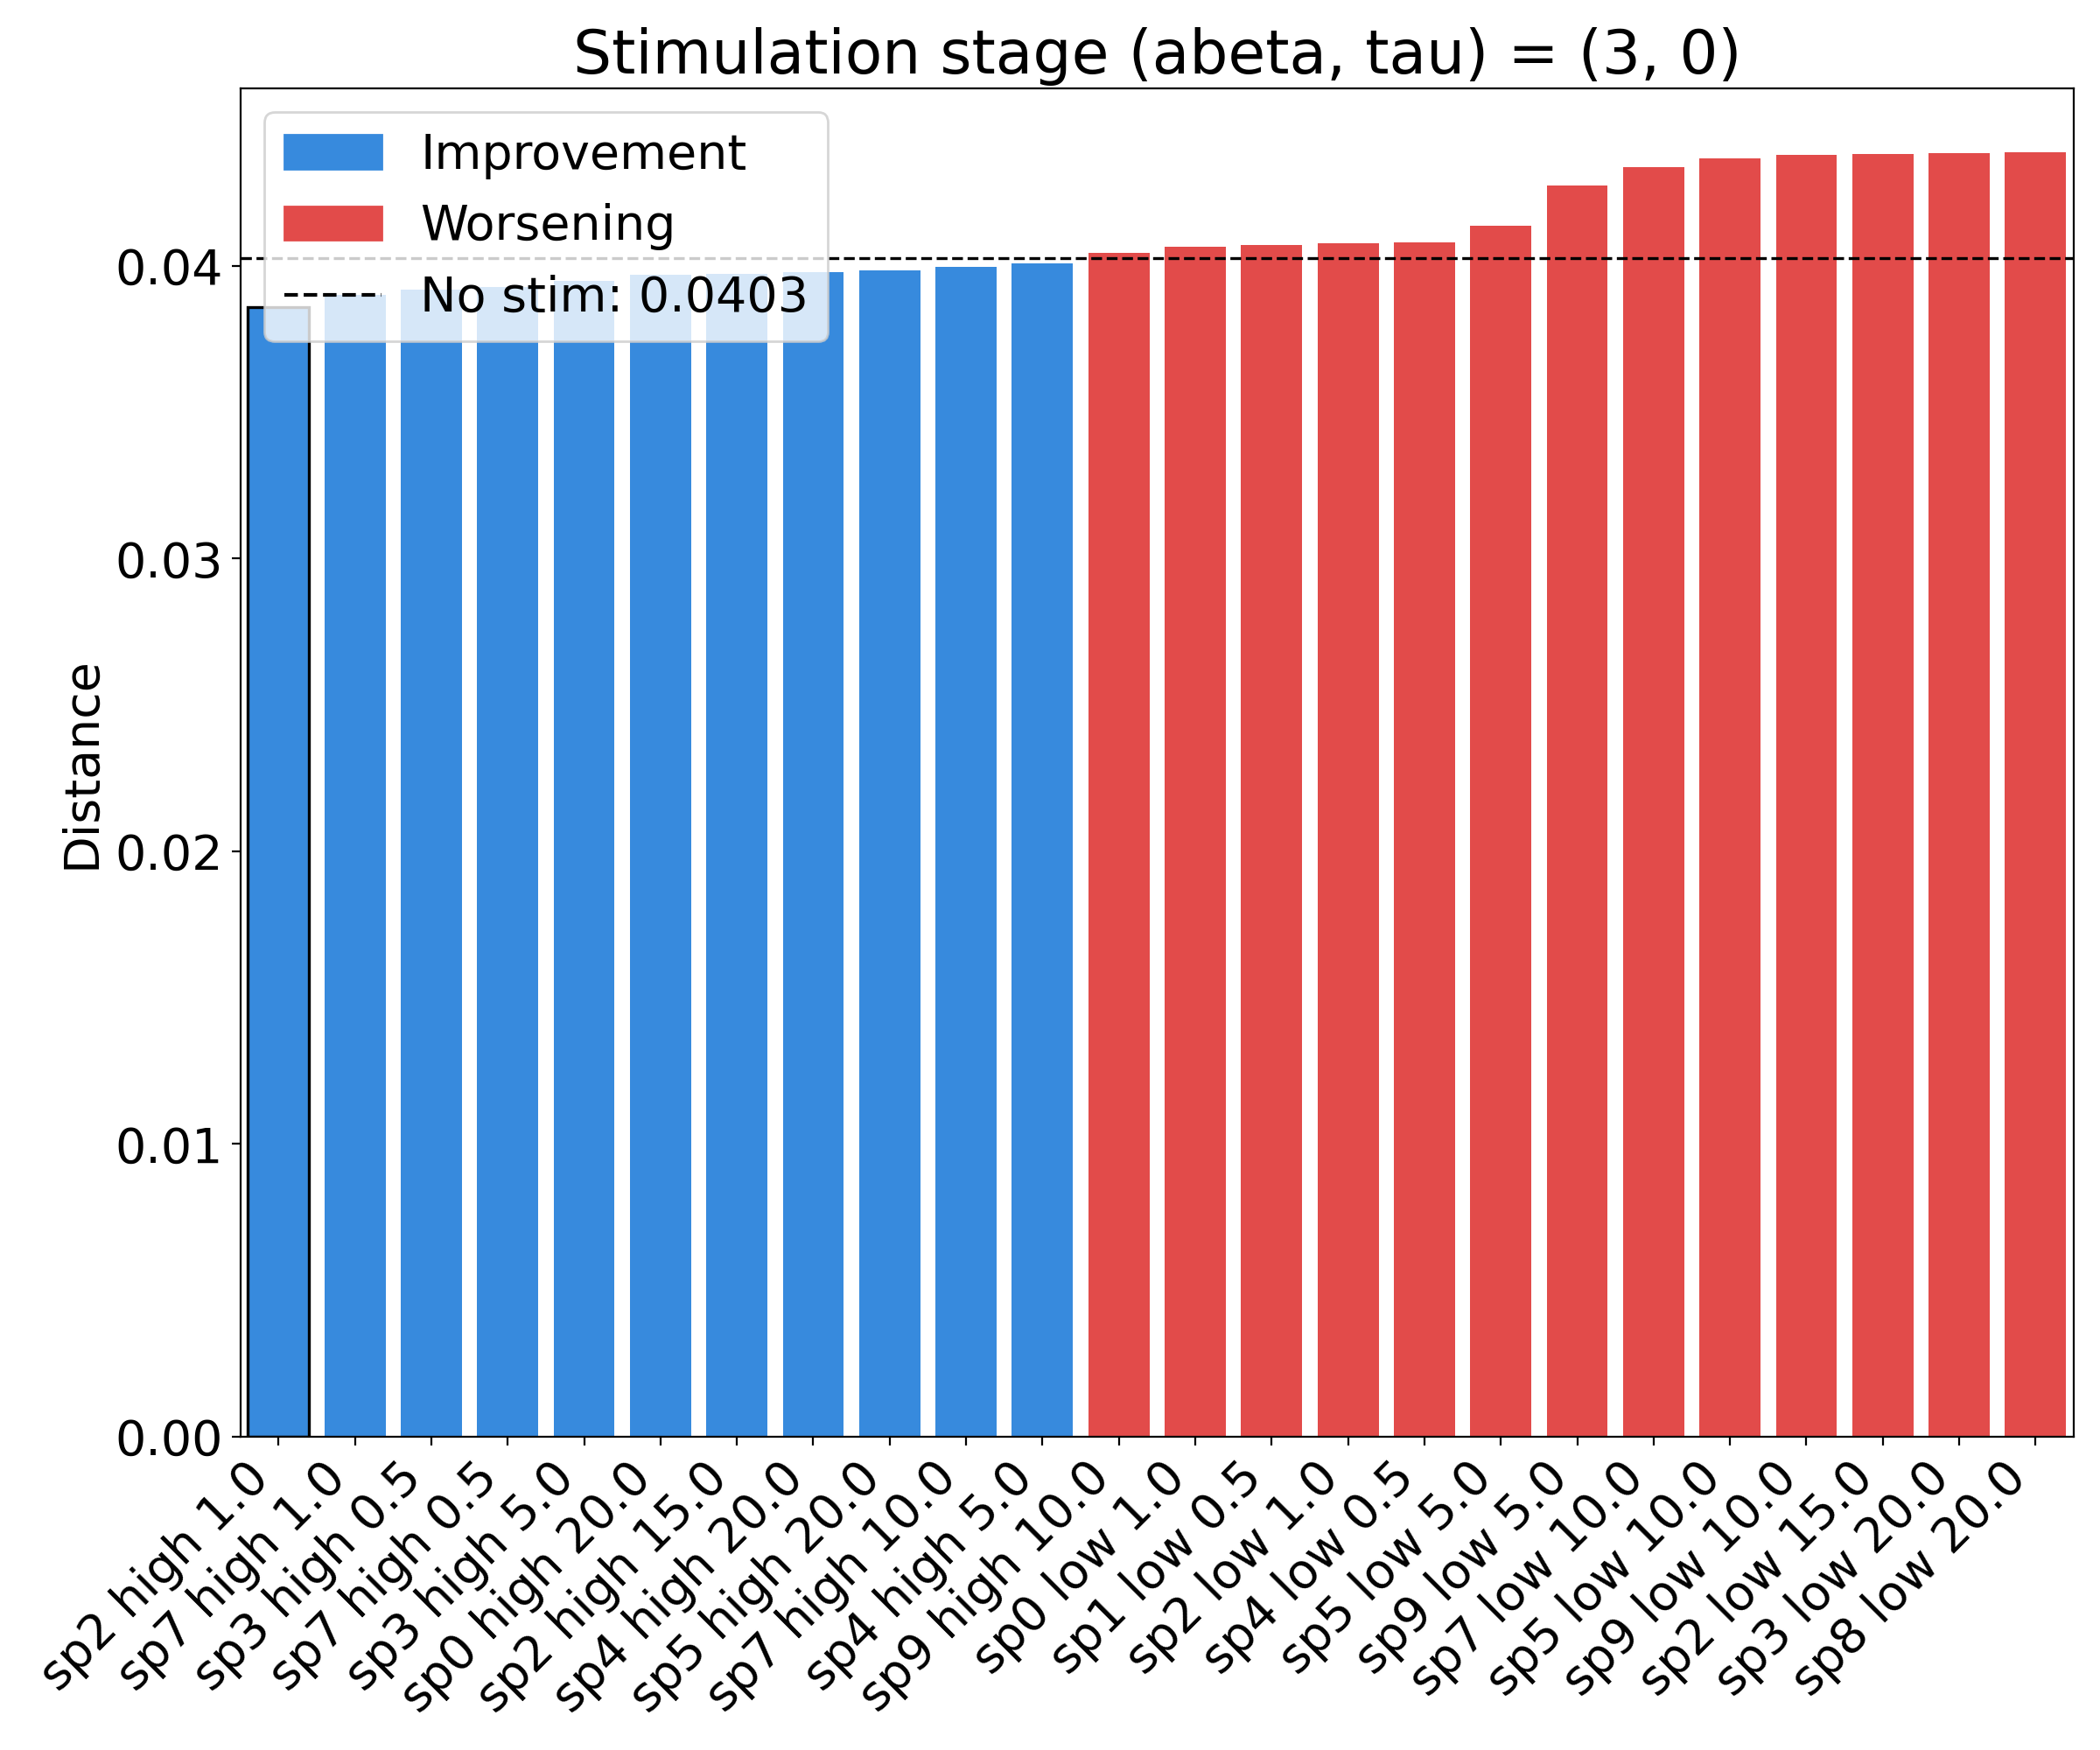 Stimulation stage (abeta, tau) = (3, 0)
Improvement
Worsening
No stim: 0.0403
Distance
0.04
0.03
0.02
0.01
0.00
sp2 high 1.0
sp7 high 1.0
sp3 high 0.5
sp7 high 0.5
sp3 high 5.0
sp0 high 20.0
sp2 high 15.0
sp4 high 20.0
sp5 high 20.0
sp7 high 10.0
sp4 high 5.0
sp9 high 10.0
sp0 low 1.0
sp1 low 0.5
sp2 low 1.0
sp4 low 0.5
sp5 low 5.0
sp9 low 5.0
sp7 low 10.0
sp5 low 10.0
sp9 low 10.0
sp2 low 15.0
sp3 low 20.0
sp8 low 20.0